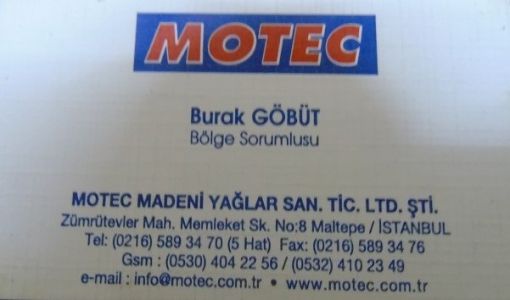 MOTEC
Burak GÖBÜT
Bölge Sorumlusu
MOTEC MADENİ YAĞLAR SAN. TİC. LTD. ŞTİ.
Zümrütevler Mah. Memleket Sk. No:8 Maltepe / İSTANBUL
Tel: (0216) 589 34 70 (5 Hat)  Fax: (0216) 589 34 76
Gsm : (0530) 404 22 56 / (0532) 410 23 49
e-mail : info@motec.com.tr • www.motec.com.tr